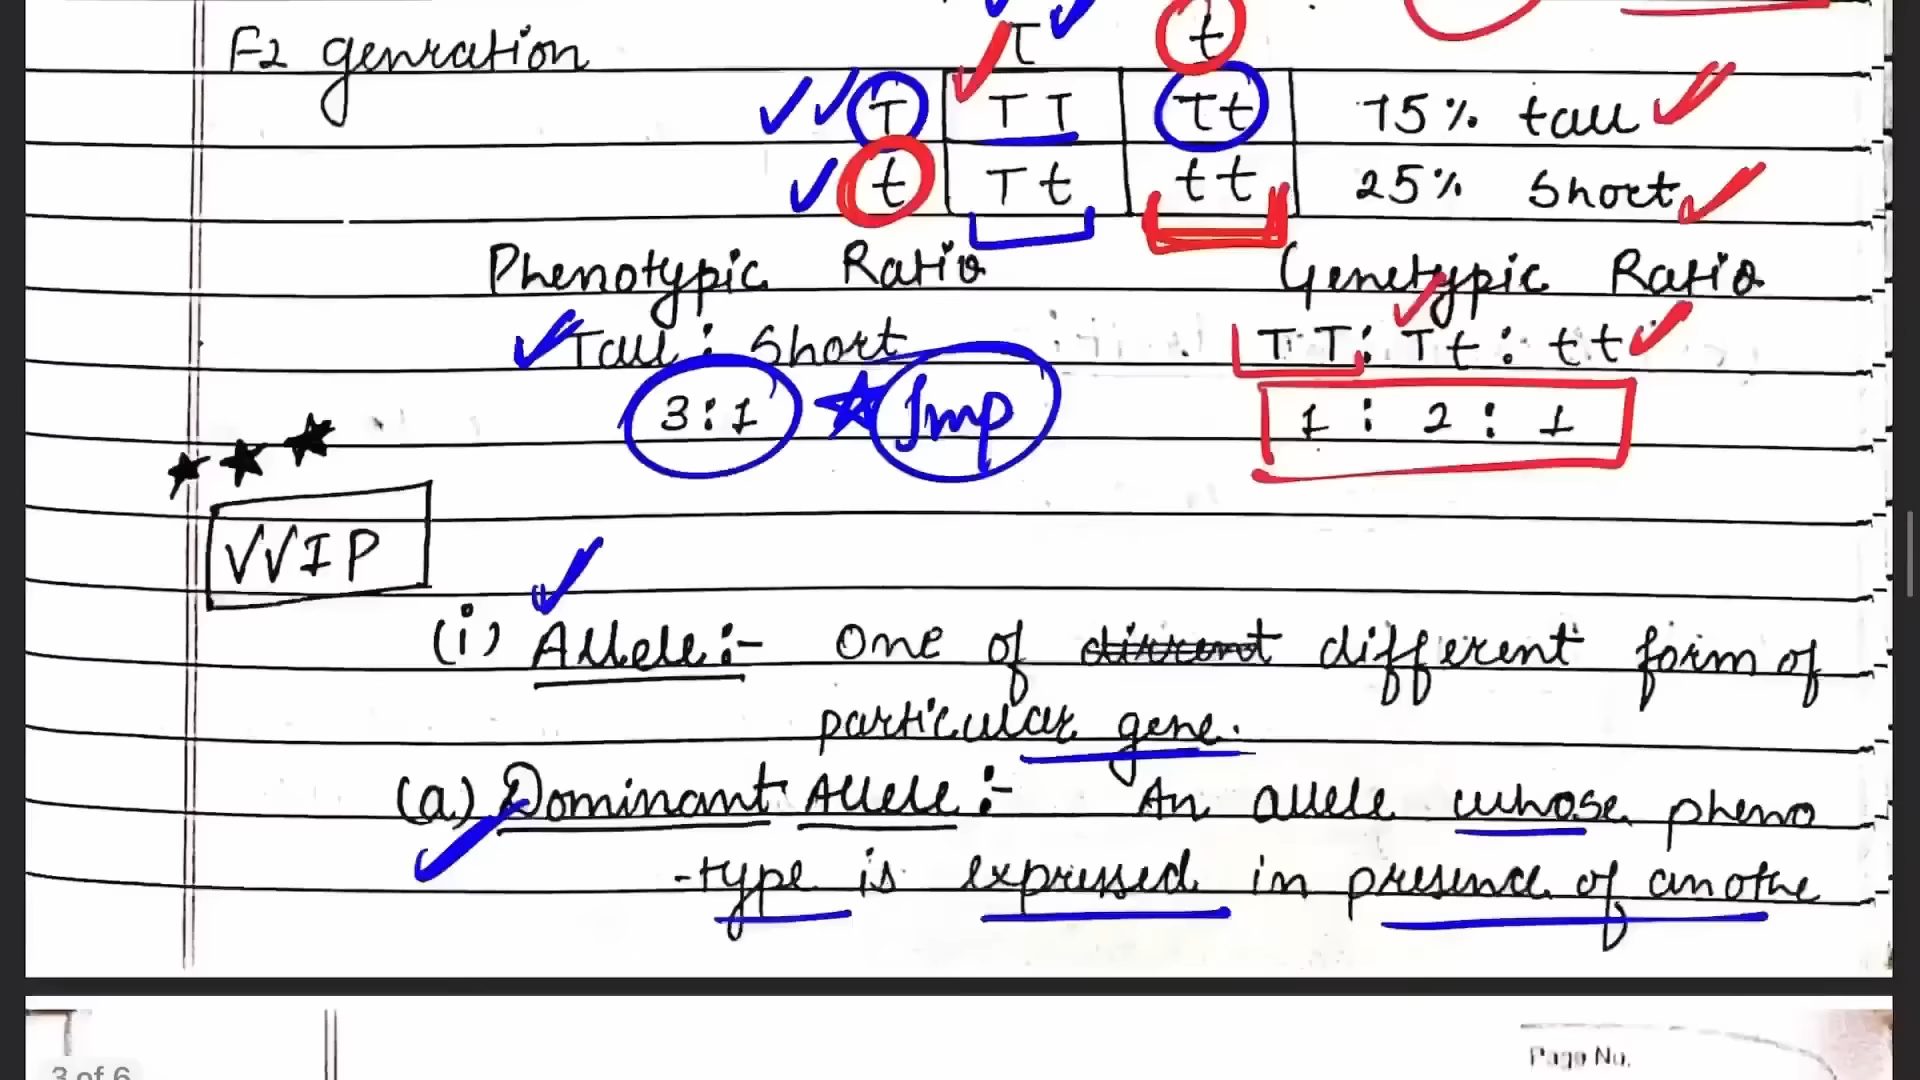 T t
F2 genration
T TT Tt 75% tall
t Tt tt 25% Short
Phenotypic Ratio Genetypic Ratio
Tall : Short TT : Tt : tt
3:1 Imp 1 : 2 : 1
VVIP
(i) Allele:- One of different form of
particular gene.
(a) Dominant Allele:- An allele whose pheno
-type is expressed in presence of anothe
Page No.
3 of 6